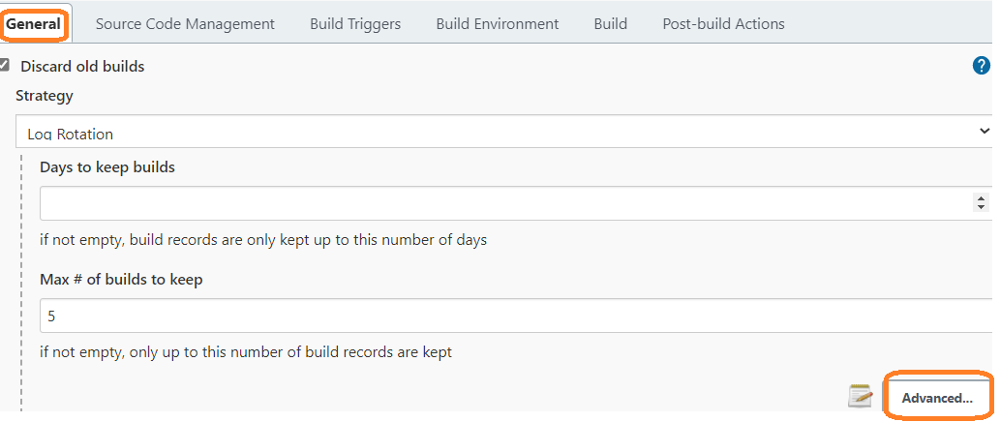 General Source Code Management Build Triggers Build Environment Build Post-build Actions
Discard old builds ?
Strategy
Log Rotation
Days to keep builds
if not empty, build records are only kept up to this number of days
Max # of builds to keep
5
if not empty, only up to this number of build records are kept
Advanced...